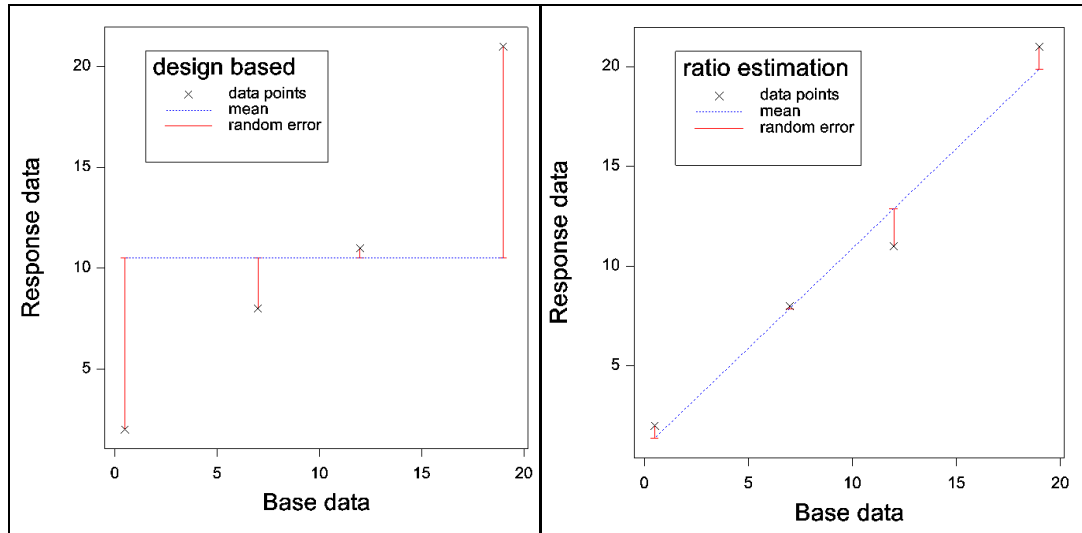 design based
data points
mean
random error
20
15
10
5
0
5
10
15
20
Response data
Base data
ratio estimation
data points
mean
random error
20
15
10
5
0
5
10
15
20
Response data
Base data